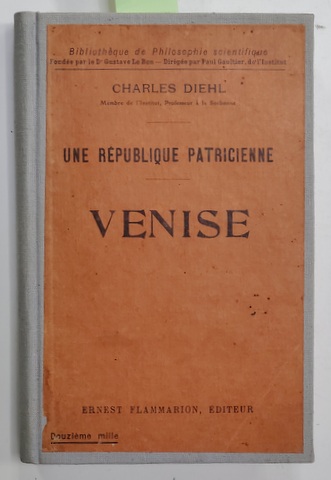 Bibliothèque de Philosophie scientifique
Fondée par le Dr Gustave Le Bon — Dirigée par Paul Gaultier, de l'Institut
CHARLES DIEHL
Membre de l'Institut, Professeur à la Sorbonne
UNE RÉPUBLIQUE PATRICIENNE
VENISE
ERNEST FLAMMARION, ÉDITEUR
Douzième mille